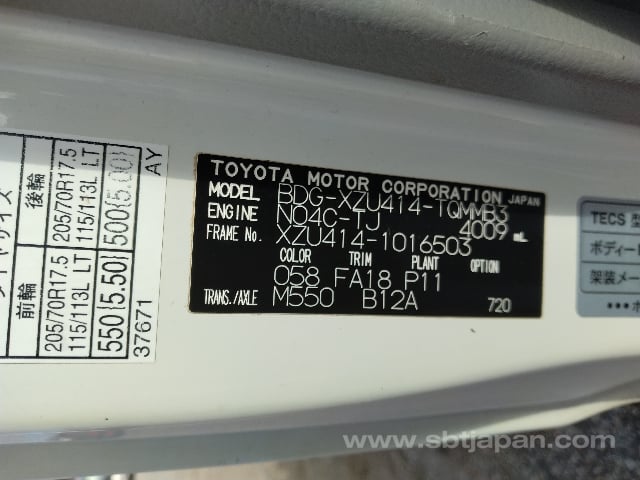 前輪
205/70R17.5
115/113L LT
550 (5.50)
37671
後輪
205/70R17.5
115/113L LT
500 (5.00)
AY
TOYOTA MOTOR CORPORATION JAPAN
MODEL BDG-XZU414-TQMMB3
ENGINE N04C-TJ 4009 mL
FRAME No. XZU414-1016503
COLOR TRIM PLANT OPTION
058 FA18 P11
TRANS./AXLE M550 B12A 720
TECS
ボディー
架装メー
www.sbtjapan.com